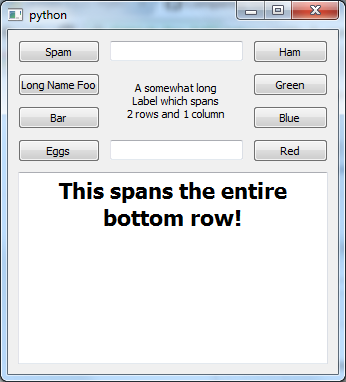 python
Spam
Ham
Long Name Foo
A somewhat long
Label which spans
2 rows and 1 column
Green
Bar
Blue
Eggs
Red
This spans the entire
bottom row!